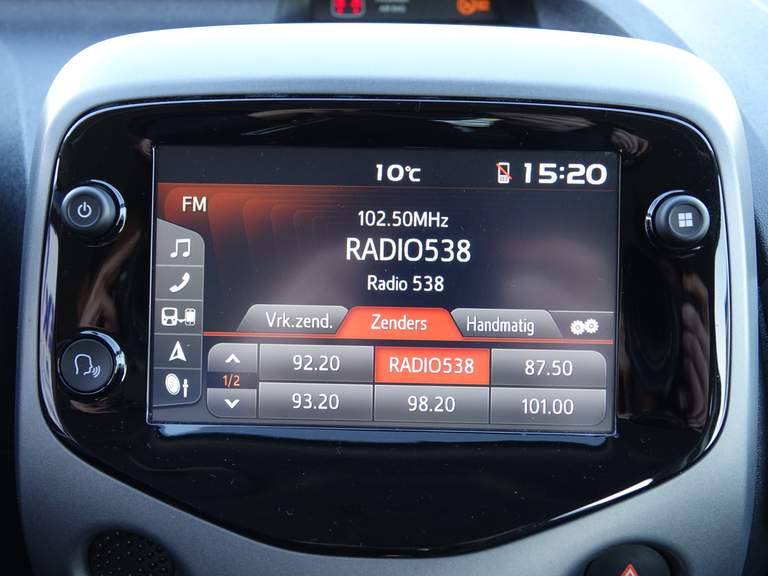 10°C 15:20
FM
102.50MHz
RADIO538
Radio 538
Vrk.zend. Zenders Handmatig
92.20 RADIO538 87.50
1/2
93.20 98.20 101.00